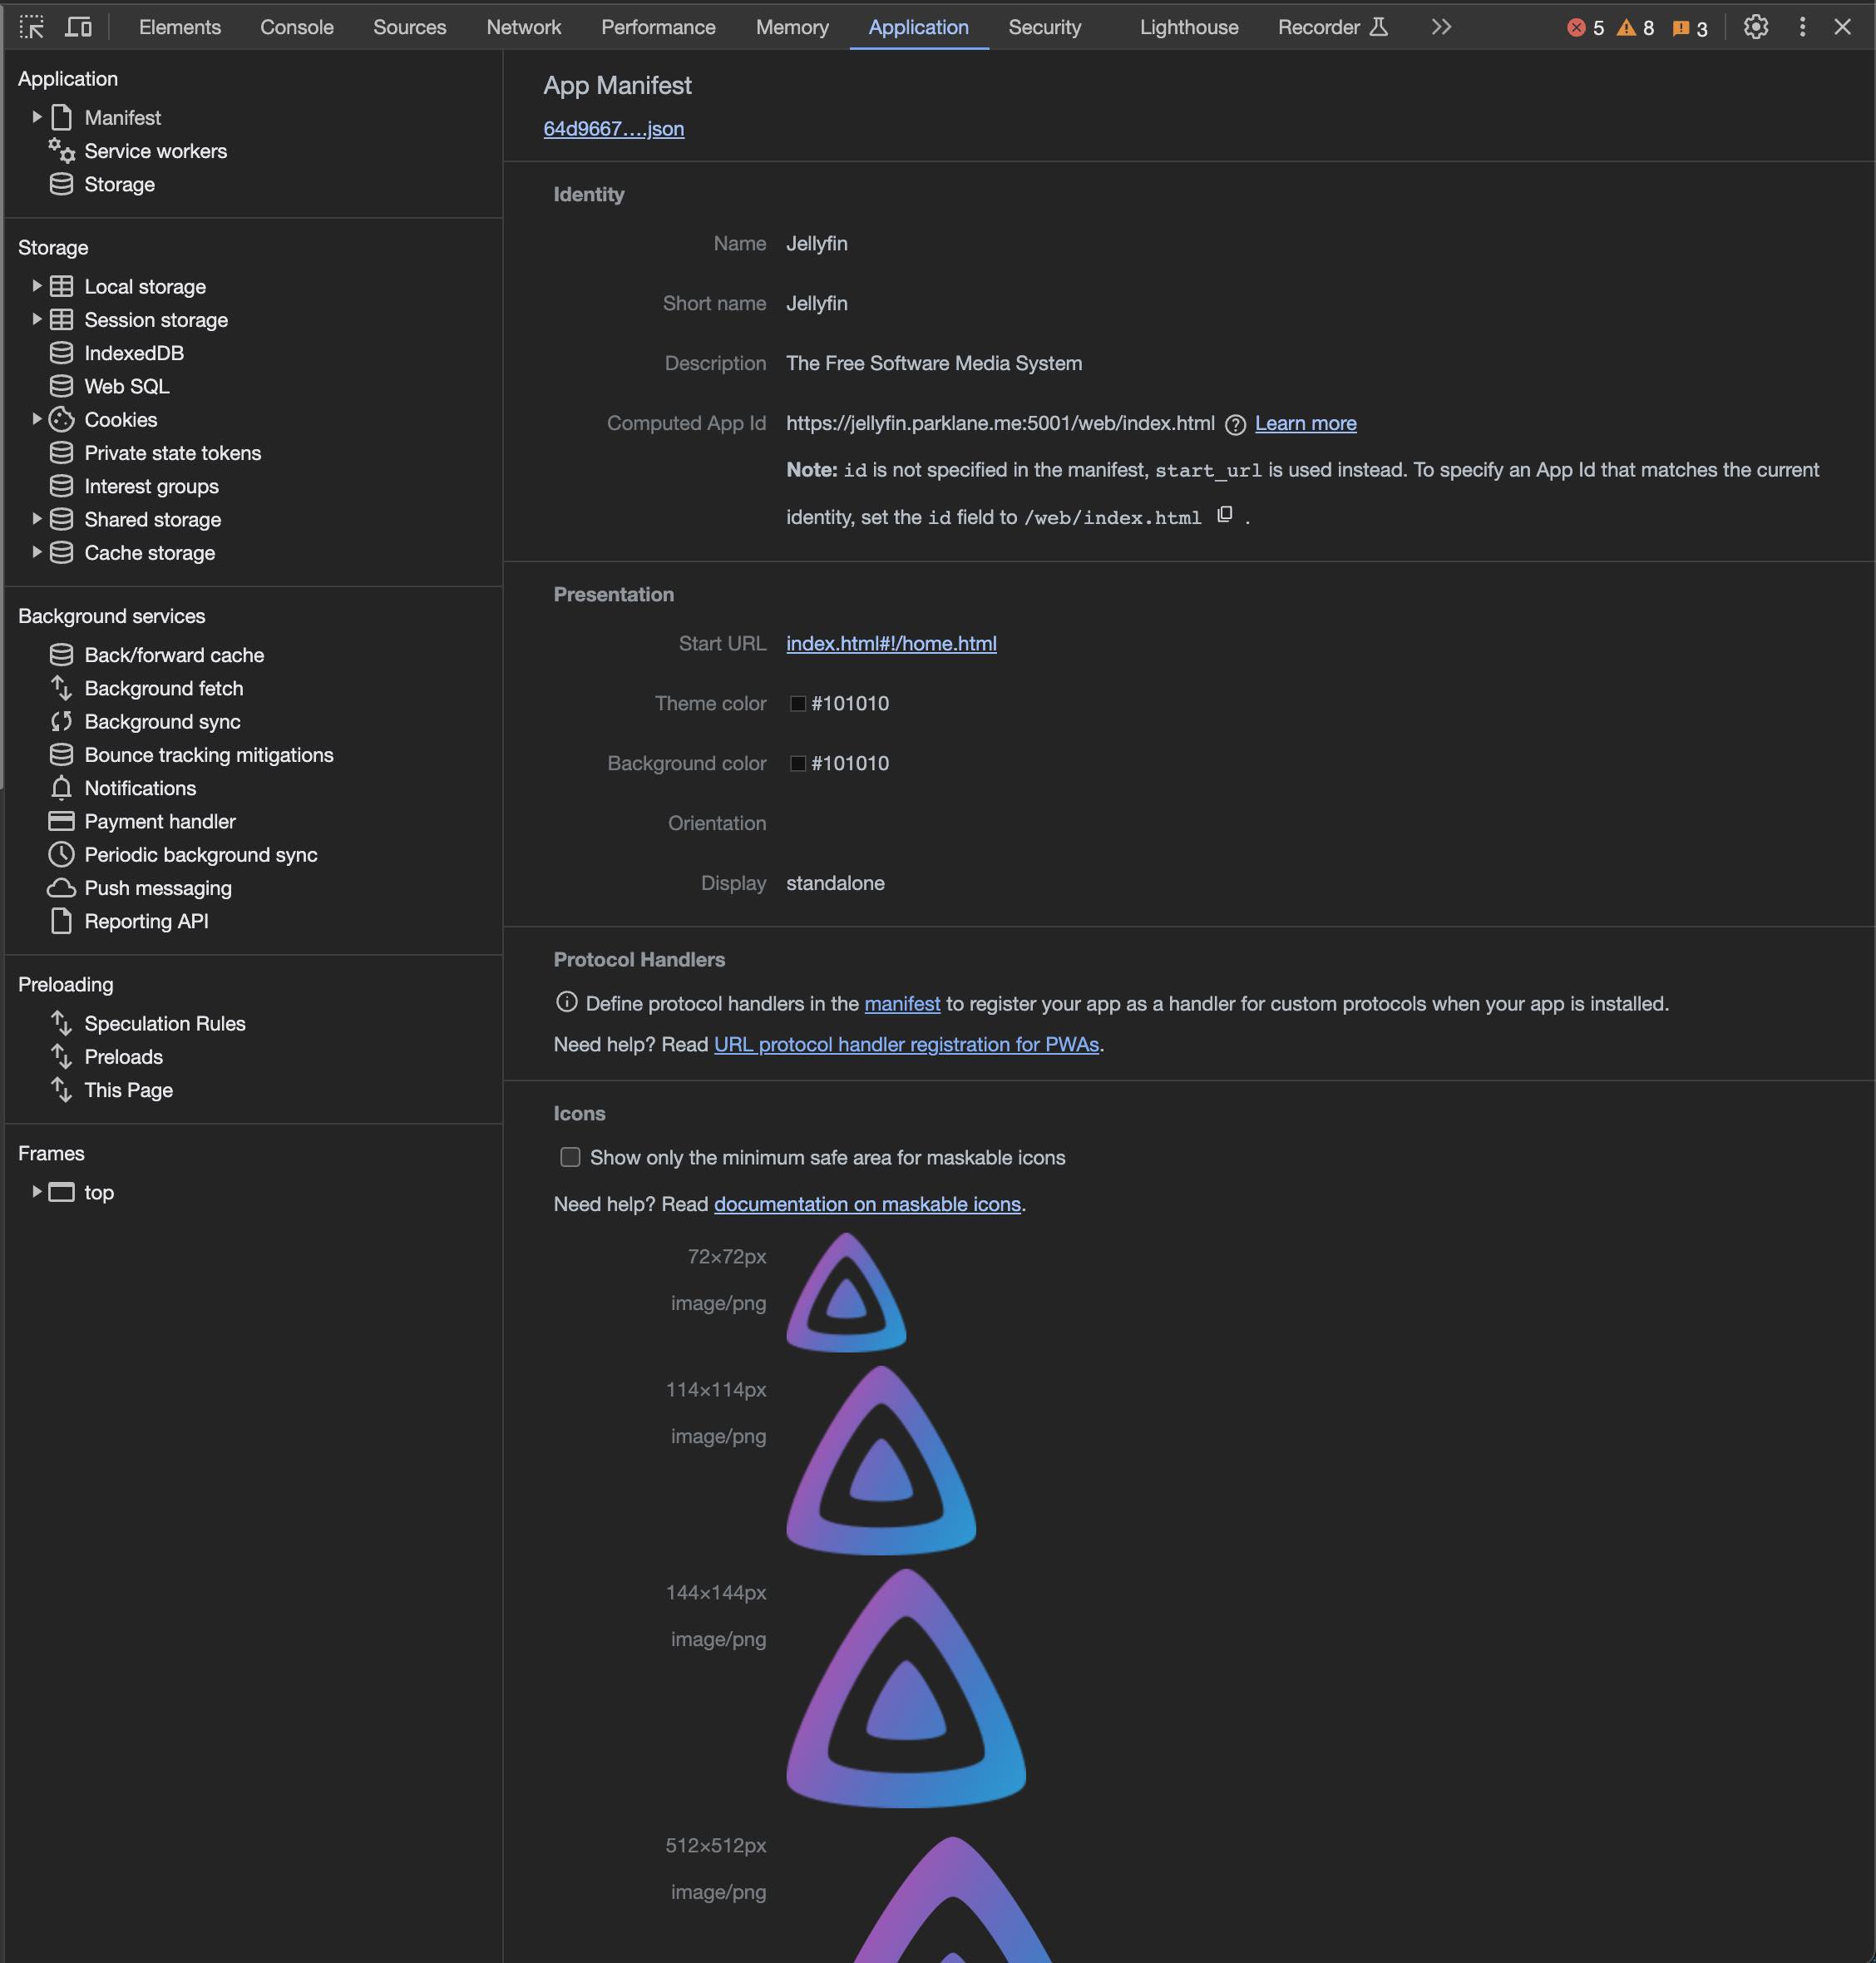 Elements Console Sources Network Performance Memory Application Security Lighthouse Recorder 5 8 3
Application
Manifest
Service workers
Storage
Storage
Local storage
Session storage
IndexedDB
Web SQL
Cookies
Private state tokens
Interest groups
Shared storage
Cache storage
Background services
Back/forward cache
Background fetch
Background sync
Bounce tracking mitigations
Notifications
Payment handler
Periodic background sync
Push messaging
Reporting API
Preloading
Speculation Rules
Preloads
This Page
Frames
top
App Manifest
64d9667….json
Identity
Name Jellyfin
Short name Jellyfin
Description The Free Software Media System
Computed App Id https://jellyfin.parklane.me:5001/web/index.html Learn more
Note: id is not specified in the manifest, start_url is used instead. To specify an App Id that matches the current
identity, set the id field to /web/index.html .
Presentation
Start URL index.html#!/home.html
Theme color #101010
Background color #101010
Orientation
Display standalone
Protocol Handlers
Define protocol handlers in the manifest to register your app as a handler for custom protocols when your app is installed.
Need help? Read URL protocol handler registration for PWAs.
Icons
Show only the minimum safe area for maskable icons
Need help? Read documentation on maskable icons.
72×72px
image/png
114×114px
image/png
144×144px
image/png
512×512px
image/png